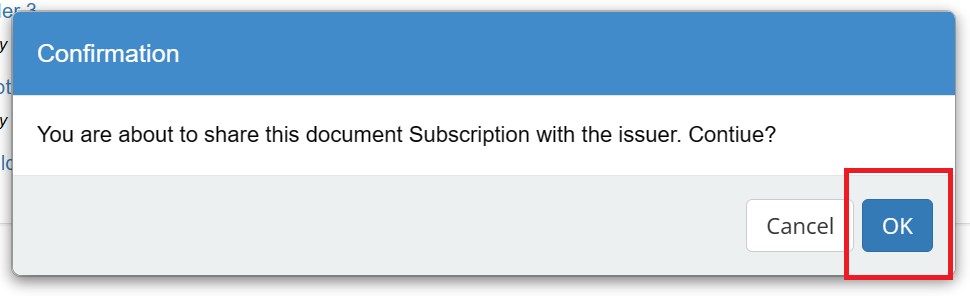 Confirmation
You are about to share this document Subscription with the issuer. Contiue?
Cancel
OK